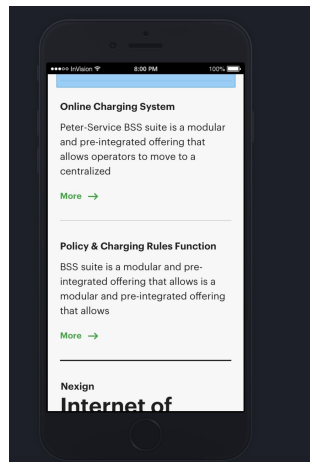 InVision 8:00 PM 100%
Online Charging System
Peter-Service BSS suite is a modular
and pre-integrated offering that
allows operators to move to a
centralized
More →
Policy & Charging Rules Function
BSS suite is a modular and pre-
integrated offering that allows is a
modular and pre-integrated offering
that allows
More →
Nexign
Internet of